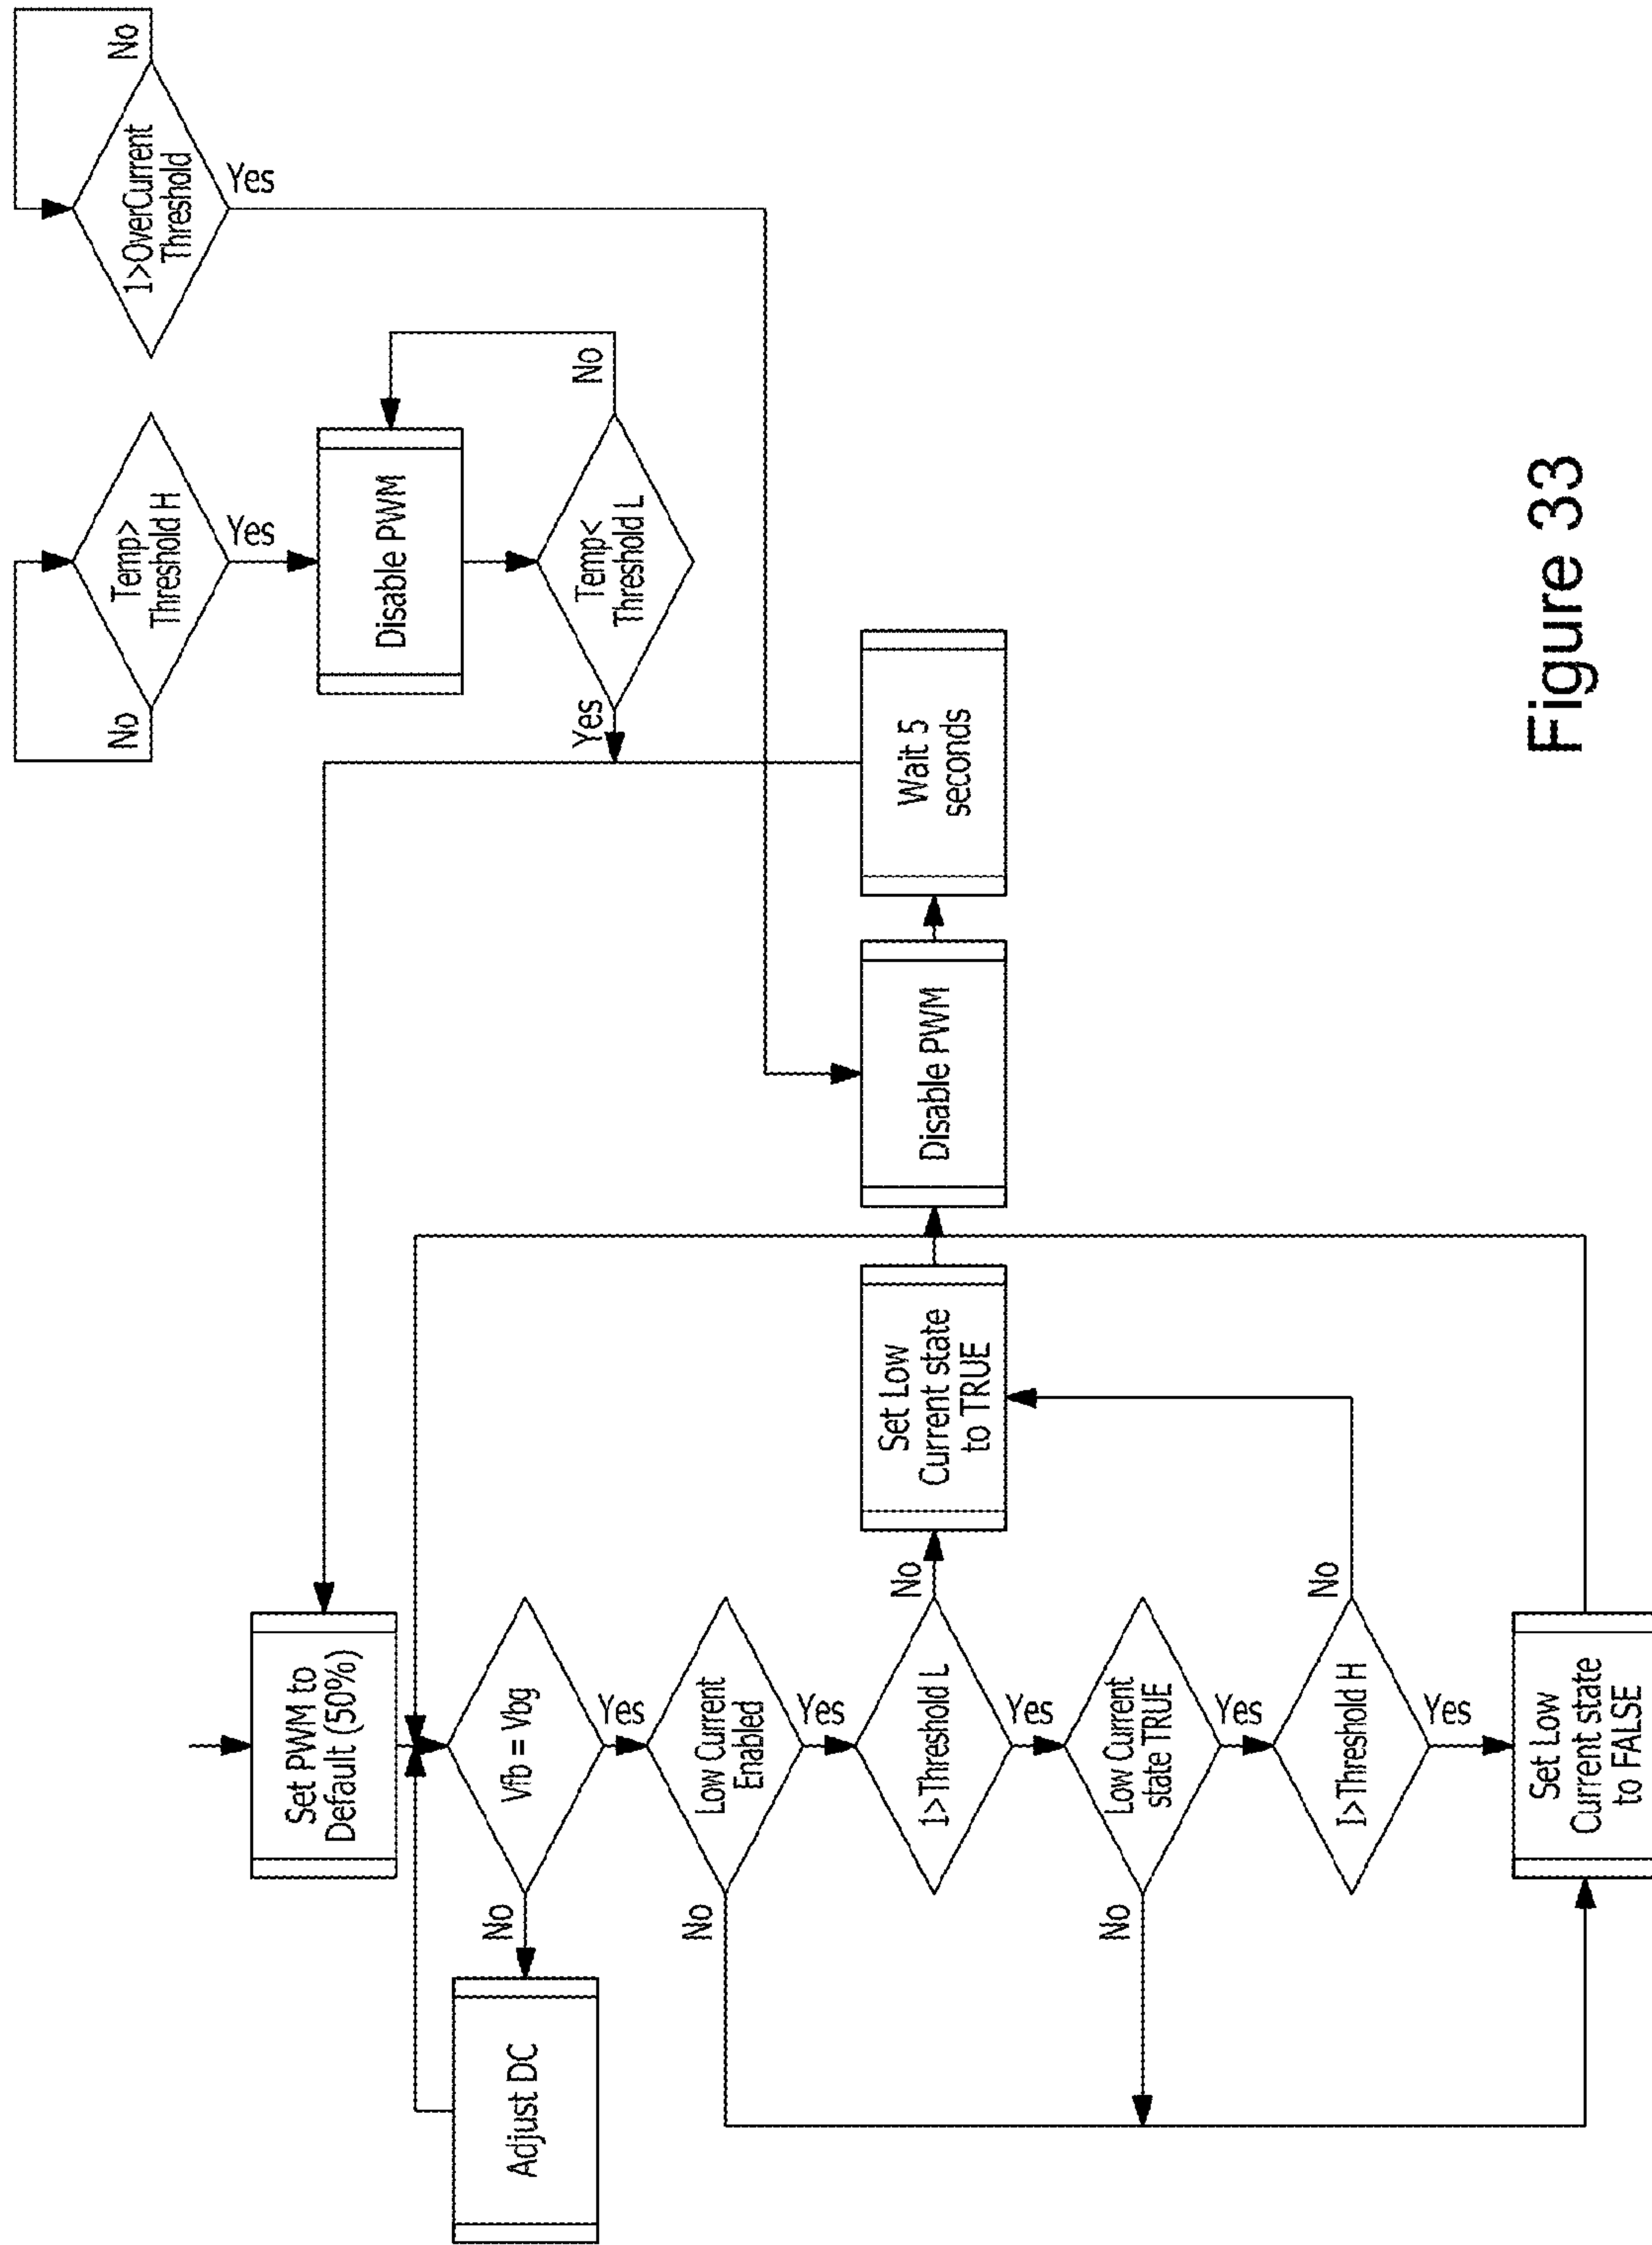 Set PWM to
Default (50%)
Vfb = Vbg
No
Yes
Adjust DC
Low Current
Enabled
No
Yes
1>Threshold L
No
Yes
Set Low
Current state
to TRUE
Low Current
state TRUE
No
Yes
I>Threshold H
No
Yes
Set Low
Current state
to FALSE
Disable PWM
Wait 5
seconds
Temp>
Threshold H
No
Yes
Disable PWM
Temp<
Threshold L
Yes
No
1>OverCurrent
Threshold
No
Yes
Figure 33